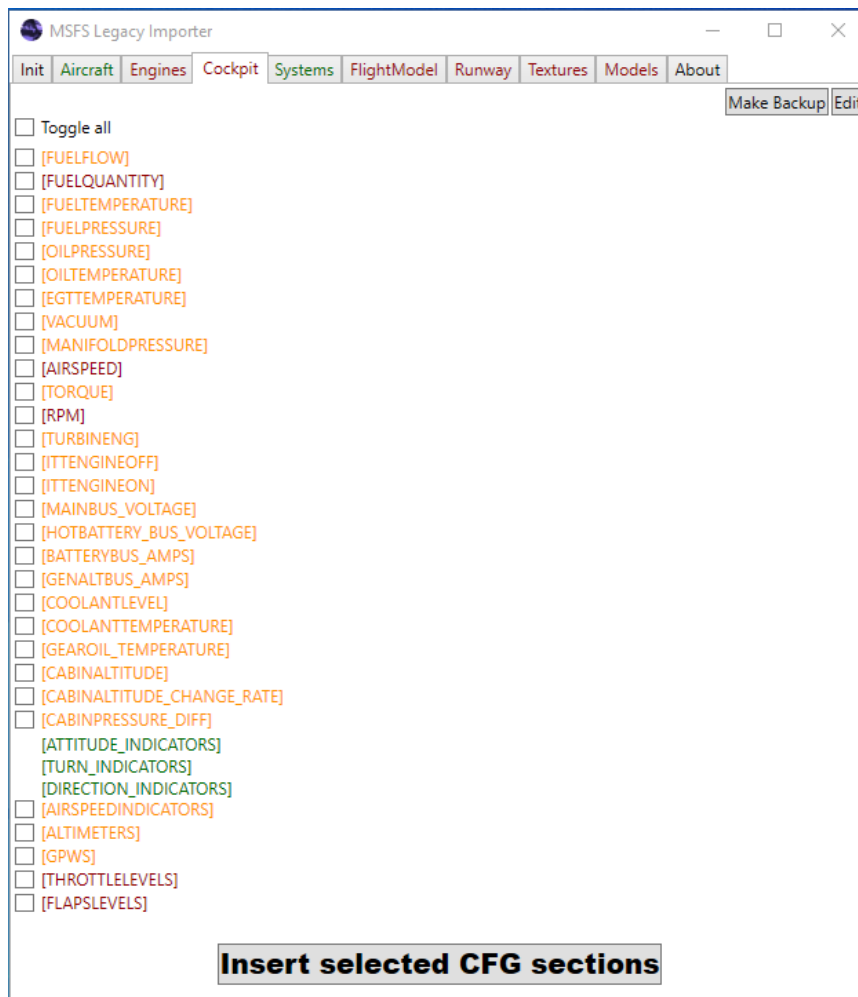 MSFS Legacy Importer
Init Aircraft Engines Cockpit Systems FlightModel Runway Textures Models About
Make Backup Edit
Toggle all
[FUELFLOW]
[FUELQUANTITY]
[FUELTEMPERATURE]
[FUELPRESSURE]
[OILPRESSURE]
[OILTEMPERATURE]
[EGTTEMPERATURE]
[VACUUM]
[MANIFOLDPRESSURE]
[AIRSPEED]
[TORQUE]
[RPM]
[TURBINENG]
[ITTENGINEOFF]
[ITTENGINEON]
[MAINBUS_VOLTAGE]
[HOTBATTERY_BUS_VOLTAGE]
[BATTERYBUS_AMPS]
[GENALTBUS_AMPS]
[COOLANTLEVEL]
[COOLANTTEMPERATURE]
[GEAROIL_TEMPERATURE]
[CABINALTITUDE]
[CABINALTITUDE_CHANGE_RATE]
[CABINPRESSURE_DIFF]
[ATTITUDE_INDICATORS]
[TURN_INDICATORS]
[DIRECTION_INDICATORS]
[AIRSPEEDINDICATORS]
[ALTIMETERS]
[GPWS]
[THROTTLELEVELS]
[FLAPSLEVELS]
Insert selected CFG sections